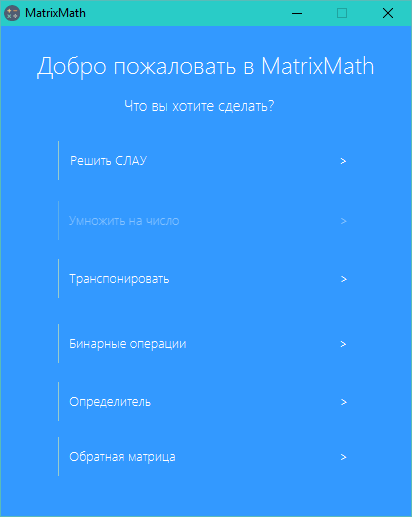 MatrixMath
Добро пожаловать в MatrixMath
Что вы хотите сделать?
Решить СЛАУ >
Умножить на число >
Транспонировать >
Бинарные операции >
Определитель >
Обратная матрица >